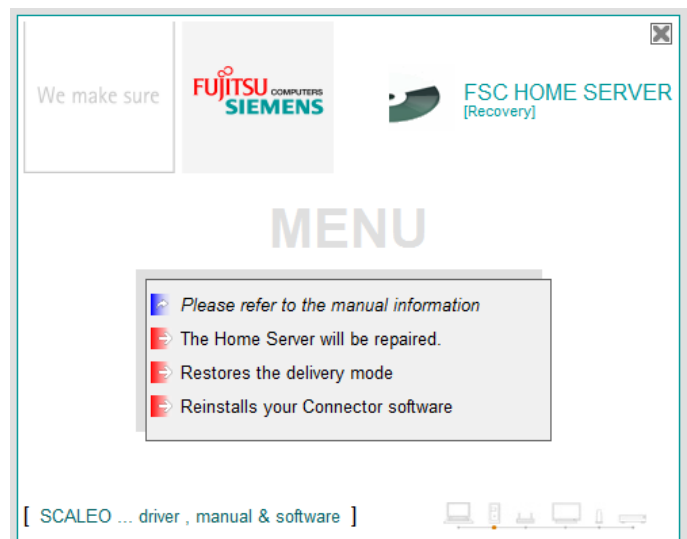 We make sure
FUJITSU COMPUTERS
SIEMENS
FSC HOME SERVER
[Recovery]
MENU
Please refer to the manual information
The Home Server will be repaired.
Restores the delivery mode
Reinstalls your Connector software
[ SCALEO ... driver , manual & software ]